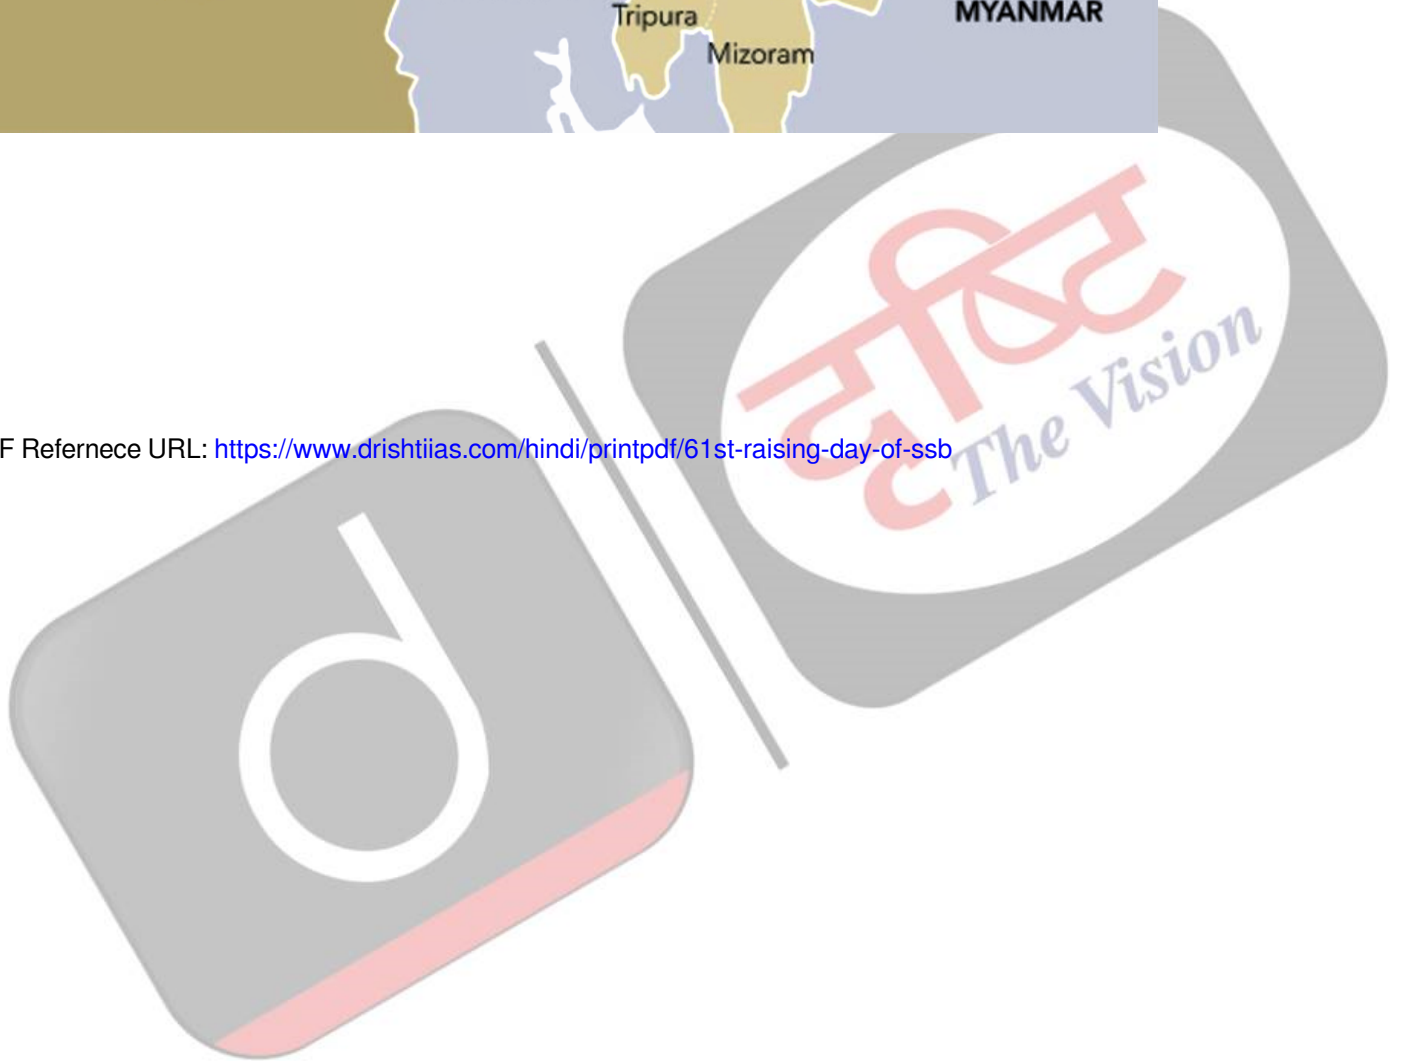 Tripura
MYANMAR
Mizoram
दृष्टि
The Vision
F Refernece URL: https://www.drishtiias.com/hindi/printpdf/61st-raising-day-of-ssb
d